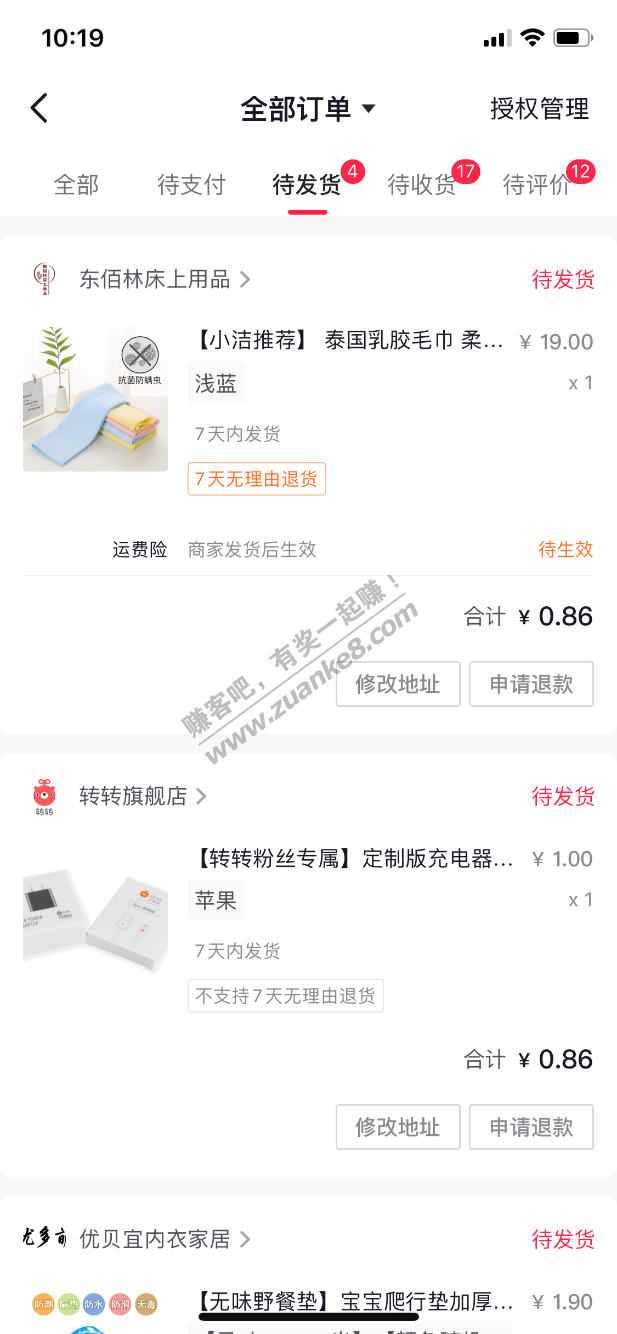 10:19
全部订单
授权管理
全部
待支付
待发货 4
待收货 17
待评价 12
东佰林床上用品
待发货
【小洁推荐】 泰国乳胶毛巾 柔... ¥ 19.00
抗菌防螨虫
浅蓝 x 1
7天内发货
7天无理由退货
运费险 商家发货后生效 待生效
合计 ¥ 0.86
修改地址 申请退款
赚客吧，有奖一起赚！
www.zuanke8.com
转转
转转旗舰店
待发货
【转转粉丝专属】定制版充电器... ¥ 1.00
苹果 x 1
7天内发货
不支持7天无理由退货
合计 ¥ 0.86
修改地址 申请退款
尤多亩
优贝宜内衣家居
待发货
防潮 隔热 防水 防滑 无毒
【无味野餐垫】宝宝爬行垫加厚... ¥ 1.90